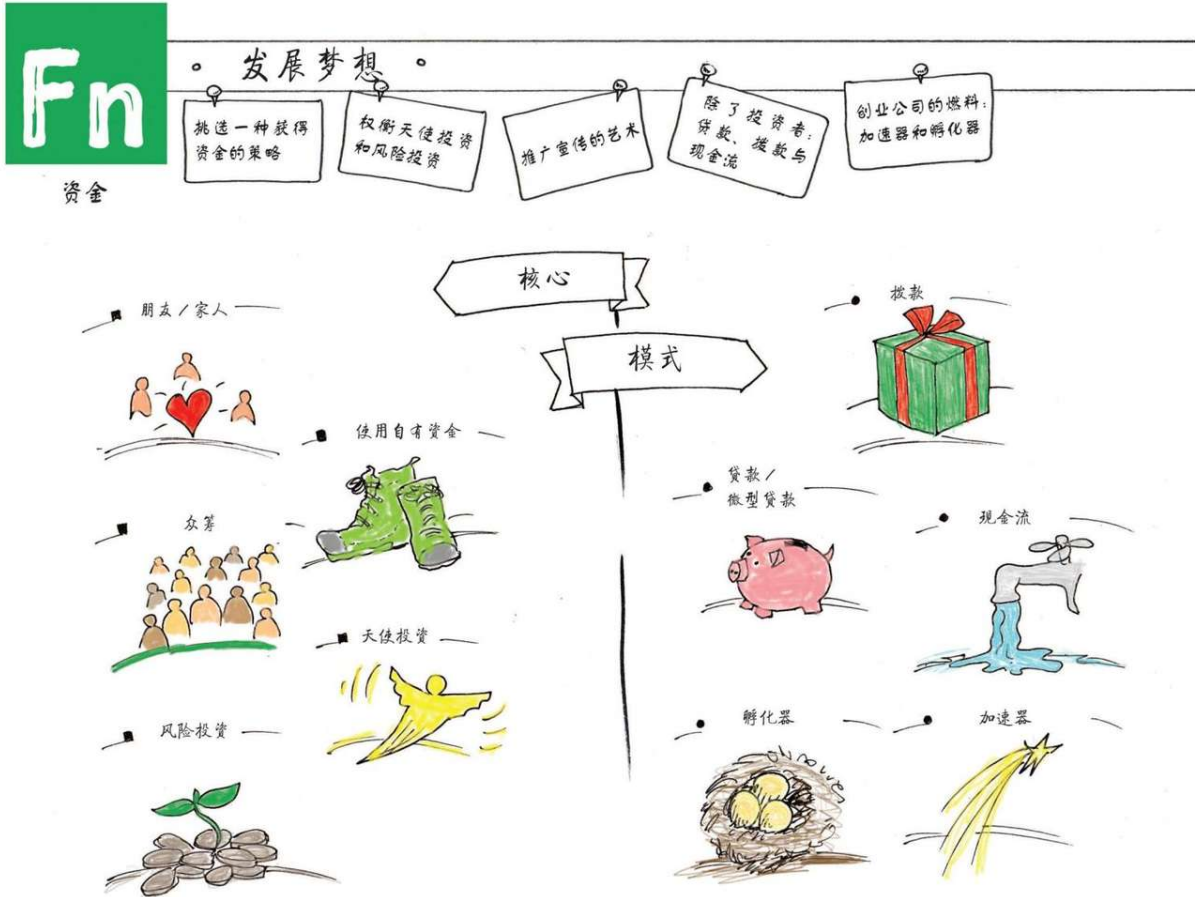 Fn
资金
• 发展梦想 •
挑选一种获得
资金的策略
权衡天使投资
和风险投资
推广宣传的艺术
除了投资者：
贷款、拨款与
现金流
创业公司的燃料：
加速器和孵化器
核心
模式
朋友/家人
使用自有资金
众筹
天使投资
风险投资
拨款
贷款/
微型贷款
现金流
孵化器
加速器